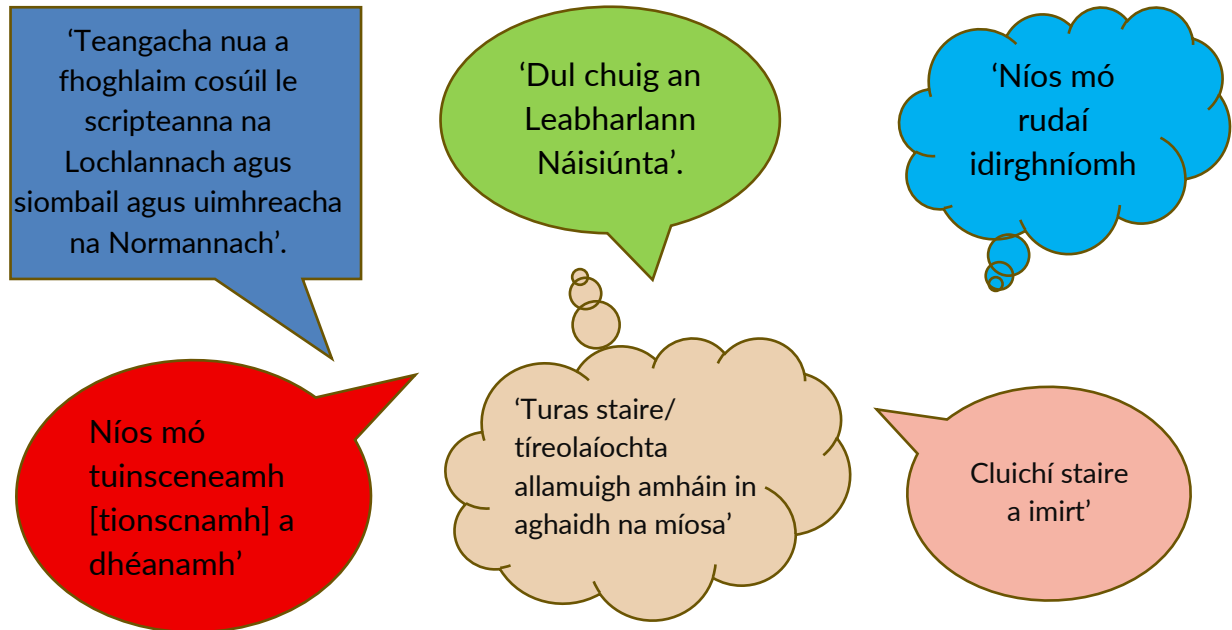 ‘Teangacha nua a
fhoghlaim cosúil le
scripteanna na
Lochlannach agus
siombail agus uimhreacha
na Normannach’.
‘Dul chuig an
Leabharlann
Náisiúnta’.
‘Níos mó
rudaí
idirghníomh
Níos mó
tuinsceneamh
[tionscnamh] a
dhéanamh’
‘Turas staire/
tíreolaíochta
allamuigh amháin in
aghaidh na míosa’
Cluichí staire
a imirt’